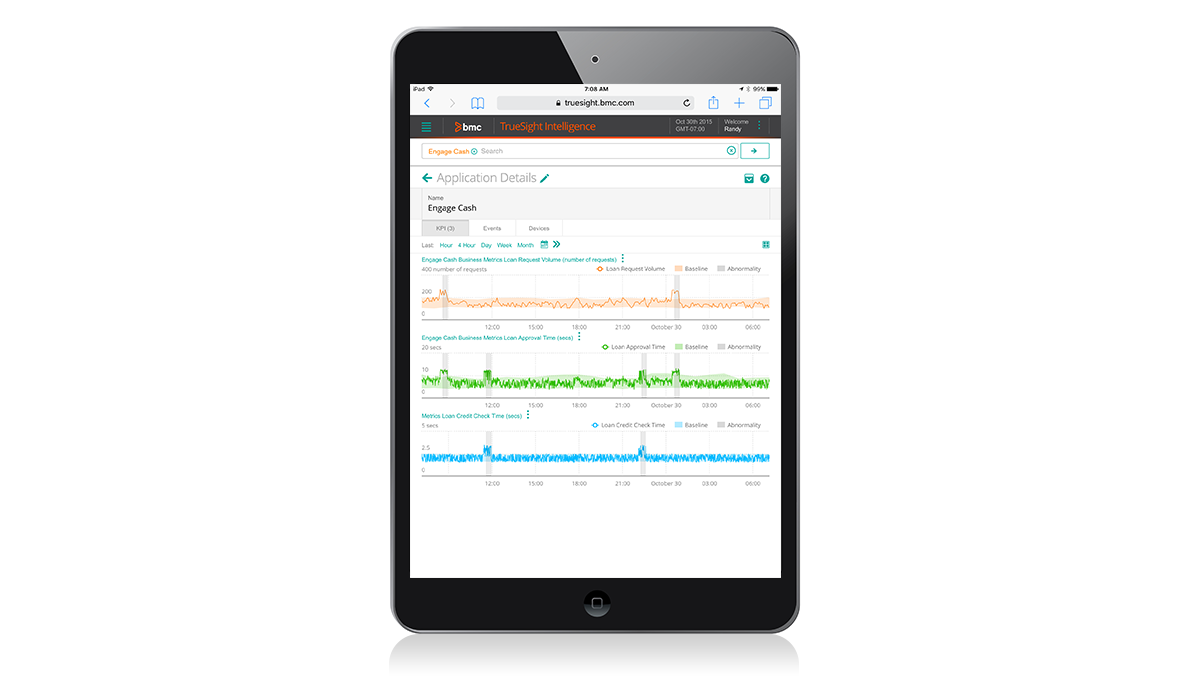 iPad 7:08 AM 99%
truesight.bmc.com
bmc TrueSight Intelligence Oct 30th 2015 GMT-07:00 Welcome Randy
Engage Cash Search
Application Details
Name
Engage Cash
KPI (3) Events Devices
Last: Hour 4 Hour Day Week Month
Engage Cash Business Metrics Loan Request Volume (number of requests)
400 number of requests Loan Request Volume Baseline Abnormality
200
0
12:00 15:00 18:00 21:00 October 30 03:00 06:00
Engage Cash Business Metrics Loan Approval Time (secs)
20 secs Loan Approval Time Baseline Abnormality
10
0
12:00 15:00 18:00 21:00 October 30 03:00 06:00
Metrics Loan Credit Check Time (secs)
5 secs Loan Credit Check Time Baseline Abnormality
2.5
0
12:00 15:00 18:00 21:00 October 30 03:00 06:00